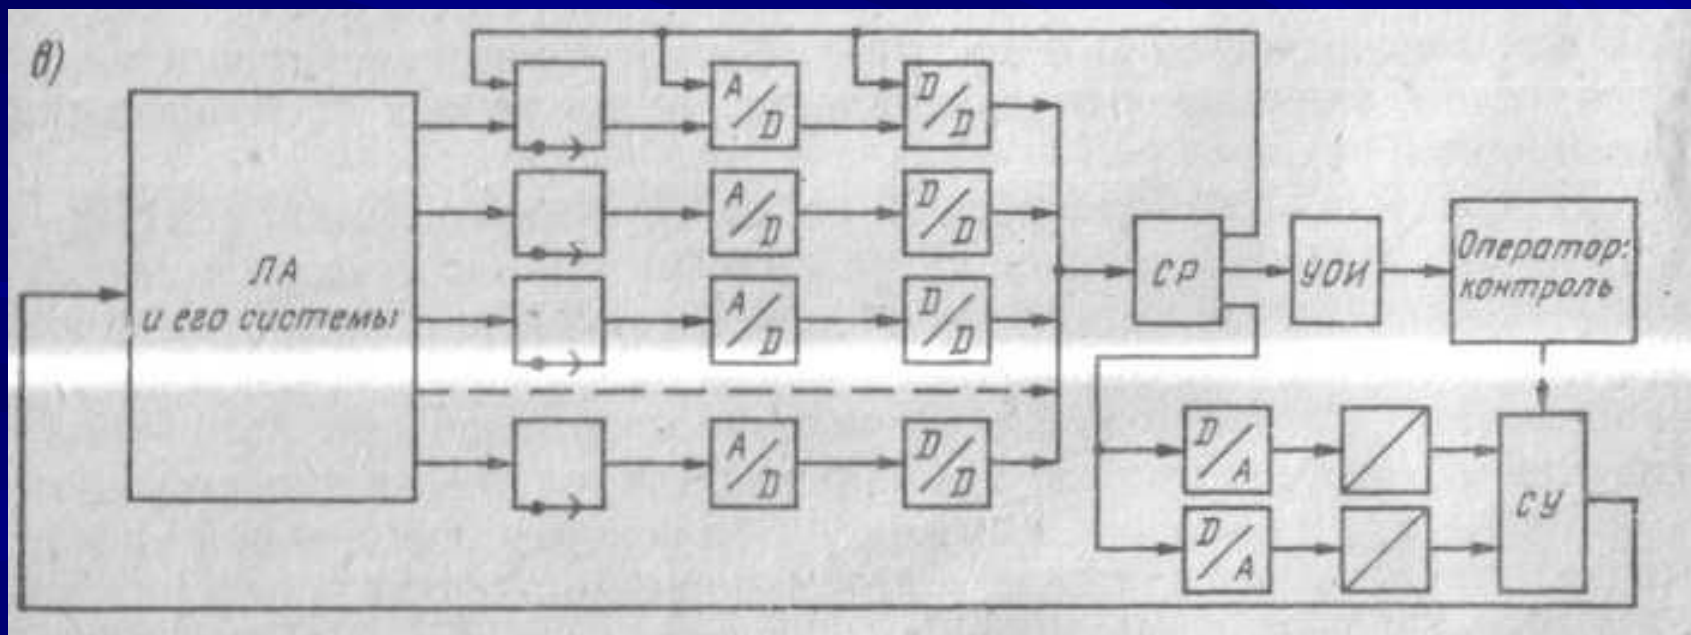 в)
A/D
D/D
A/D
D/D
ЛА
и его системы
A/D
D/D
СР
УОИ
Оператор:
контроль
A/D
D/D
D/A
D/A
СУ